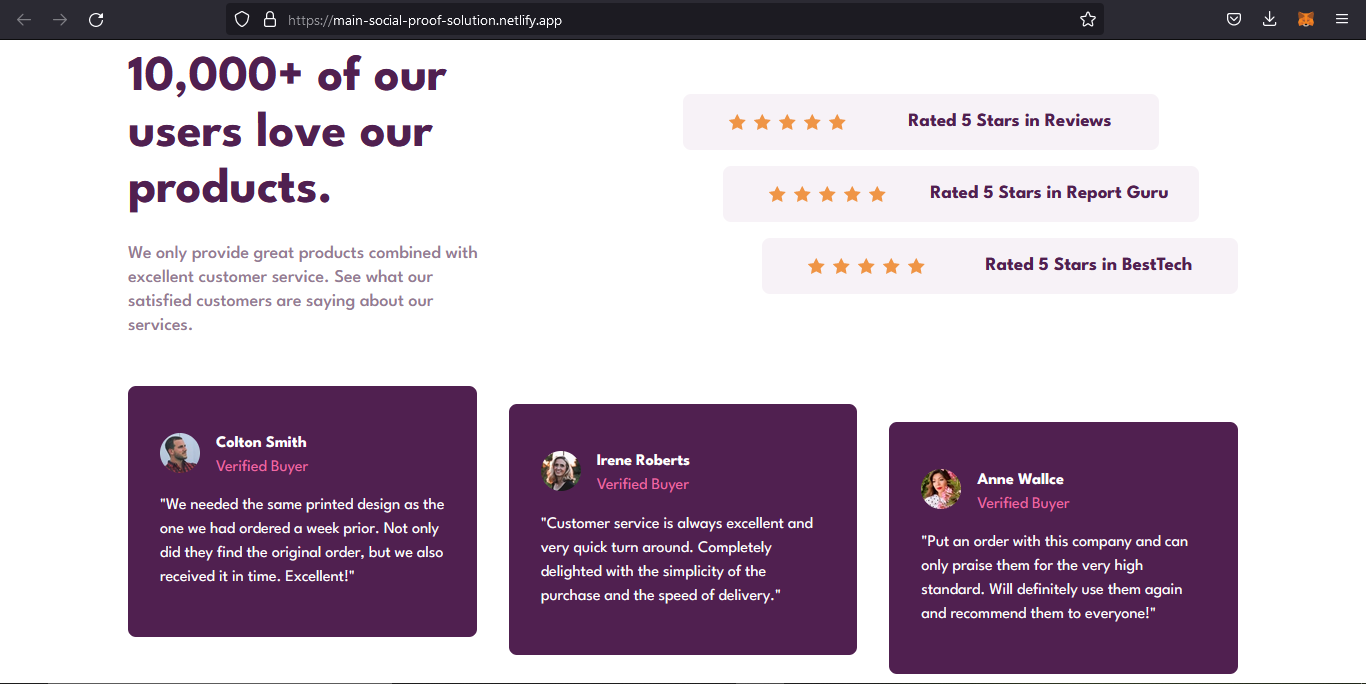 https://main-social-proof-solution.netlify.app
10,000+ of our
users love our
products.
We only provide great products combined with
excellent customer service. See what our
satisfied customers are saying about our
services.
Rated 5 Stars in Reviews
Rated 5 Stars in Report Guru
Rated 5 Stars in BestTech
Colton Smith
Verified Buyer
"We needed the same printed design as the
one we had ordered a week prior. Not only
did they find the original order, but we also
received it in time. Excellent!"
Irene Roberts
Verified Buyer
"Customer service is always excellent and
very quick turn around. Completely
delighted with the simplicity of the
purchase and the speed of delivery."
Anne Wallce
Verified Buyer
"Put an order with this company and can
only praise them for the very high
standard. Will definitely use them again
and recommend them to everyone!"